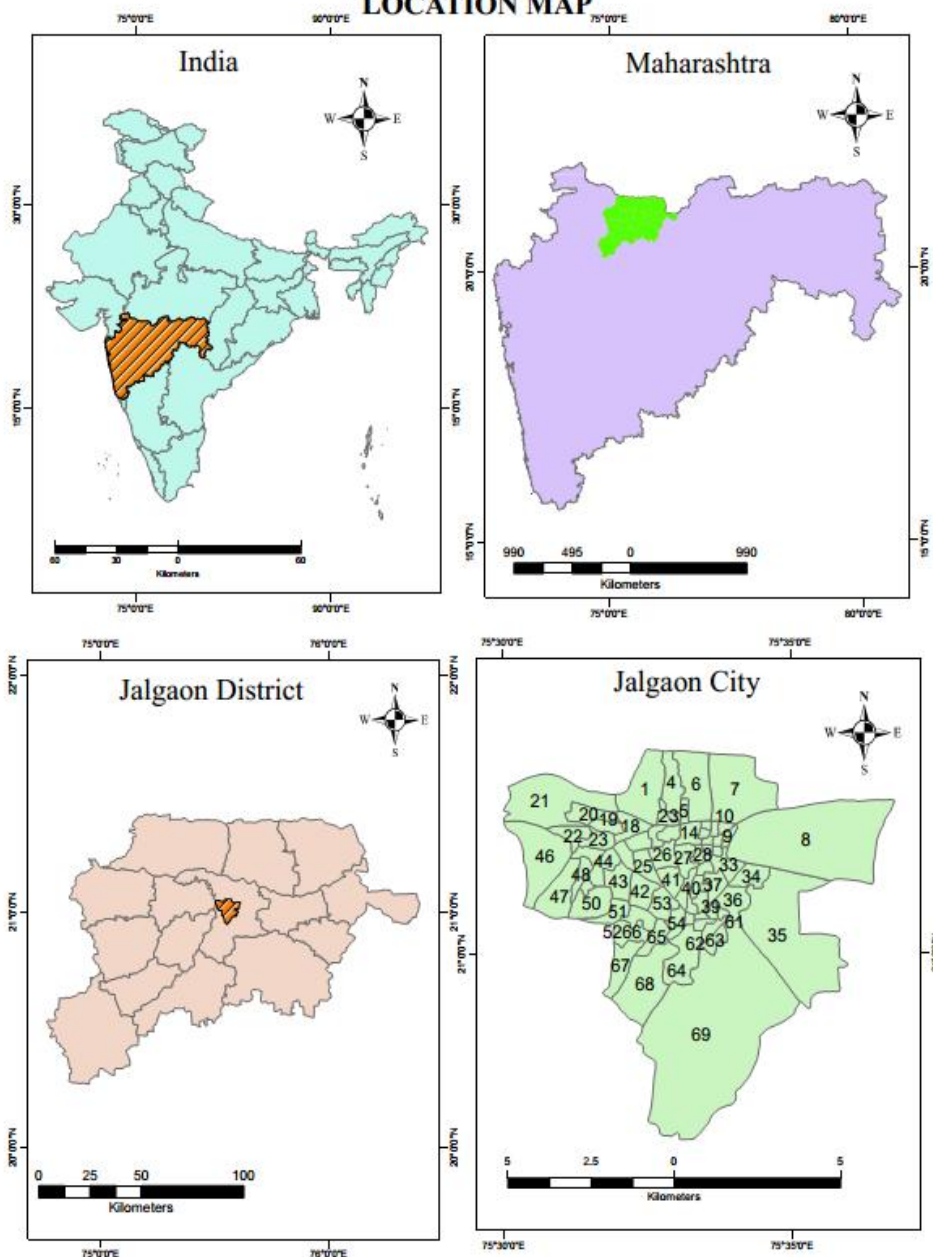 LOCATION MAP
75°0'0"E 90°0'0"E
India
N
W E
S
30°0'0"N
15°0'0"N
60 30 0 60
Kilometers
75°0'0"E 90°0'0"E
75°0'0"E 80°0'0"E
Maharashtra
N
W E
S
20°0'0"N 20°0'0"N
15°0'0"N 15°0'0"N
990 495 0 990
Kilometers
75°0'0"E 80°0'0"E
75°0'0"E 76°0'0"E
Jalgaon District
N
W E
S
22°0'0"N 22°0'0"N
21°0'0"N 21°0'0"N
20°0'0"N 20°0'0"N
0 25 50 100
Kilometers
75°0'0"E 76°0'0"E
75°30'0"E 75°35'0"E
Jalgaon City
N
W E
S
1 4 6 7
21 20 19 18 23 5 10
22 23 14 9 8
46 44 25 26 27 28 33
48 43 42 41 40 37 34
47 50 51 53 39 36
52 66 65 54 61 35
62 63
67 68 64
69
21°0'0"N
5 2.5 0 5
Kilometers
75°30'0"E 75°35'0"E